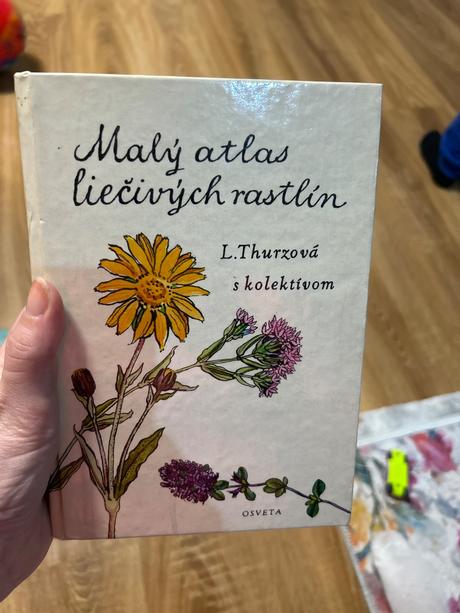 Malý atlas
liečivých rastlín
L. Thurzová
s kolektívom
OSVETA